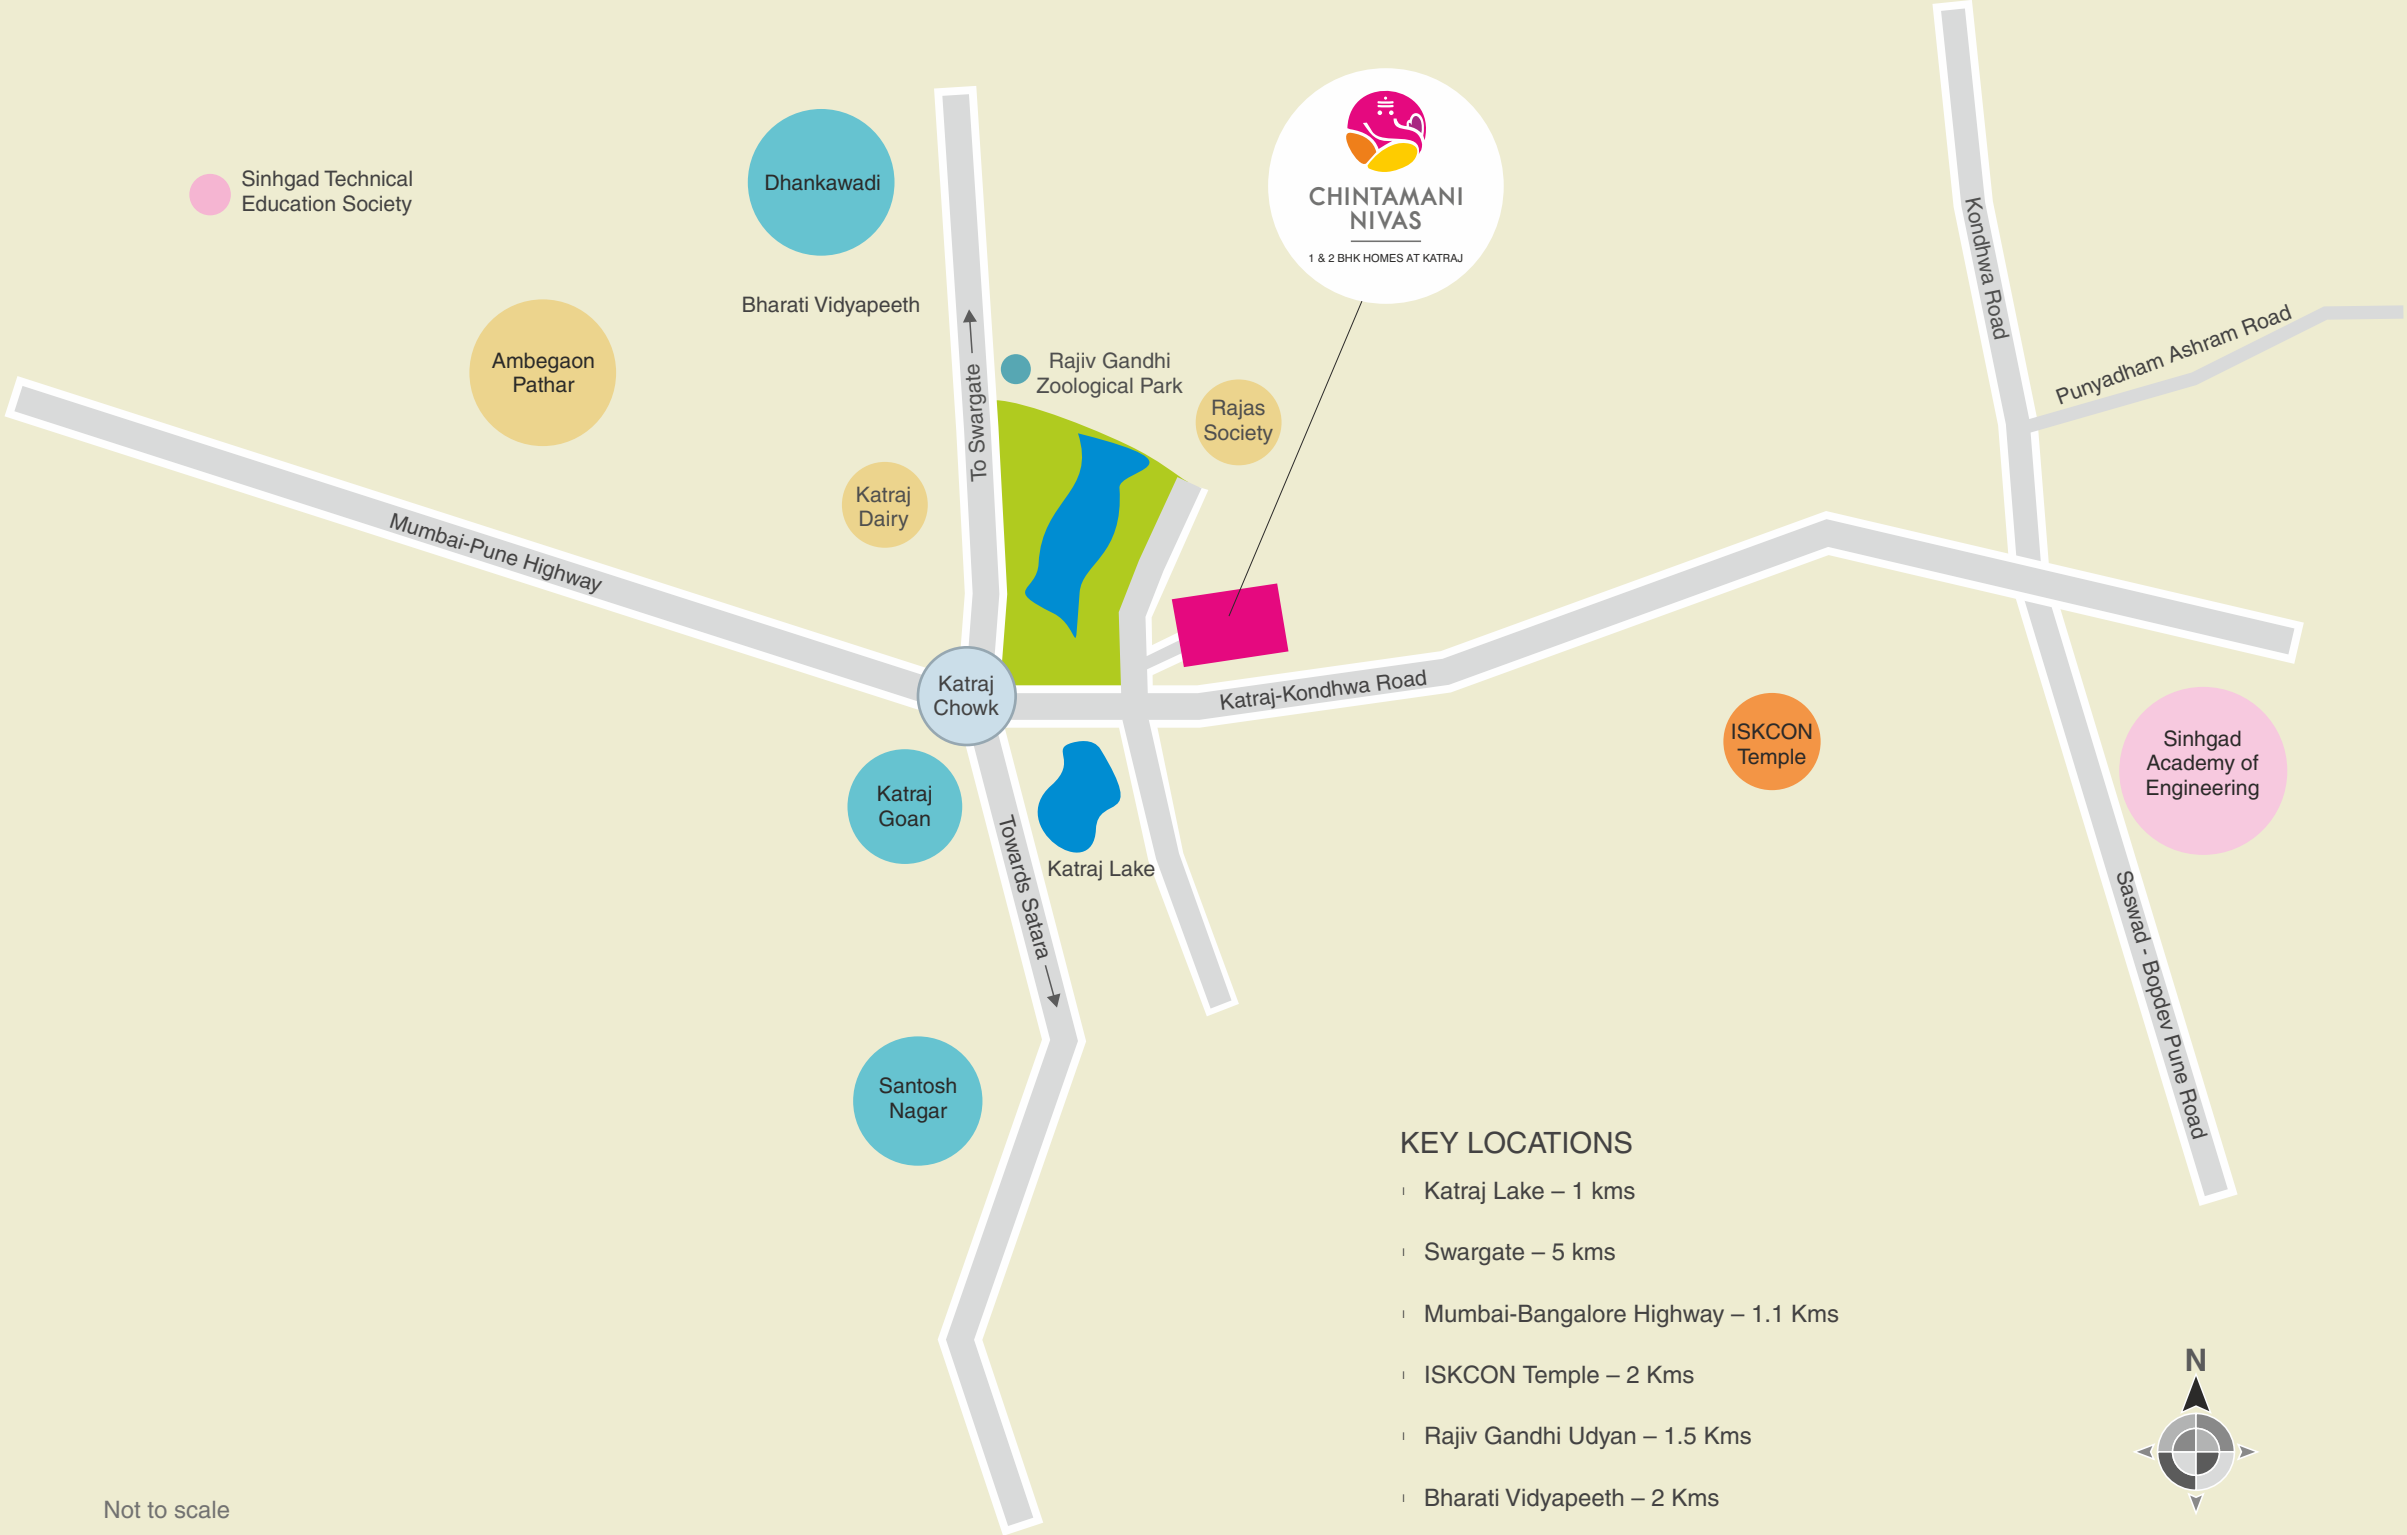 CHINTAMANI
NIVAS
1 & 2 BHK HOMES AT KATRAJ
Sinhgad Technical
Education Society
Dhankawadi
Bharati Vidyapeeth
Ambegaon
Pathar
Rajiv Gandhi
Zoological Park
Rajas
Society
To Swargate
Katraj
Dairy
Mumbai-Pune Highway
Kondhwa Road
Punyadham Ashram Road
Katraj
Chowk
Katraj-Kondhwa Road
ISKCON
Temple
Sinhgad
Academy of
Engineering
Katraj
Goan
Katraj Lake
Towards Satara
Saswad - Bopdev Pune Road
Santosh
Nagar
KEY LOCATIONS
Katraj Lake – 1 kms
Swargate – 5 kms
Mumbai-Bangalore Highway – 1.1 Kms
ISKCON Temple – 2 Kms
Rajiv Gandhi Udyan – 1.5 Kms
Bharati Vidyapeeth – 2 Kms
N
Not to scale